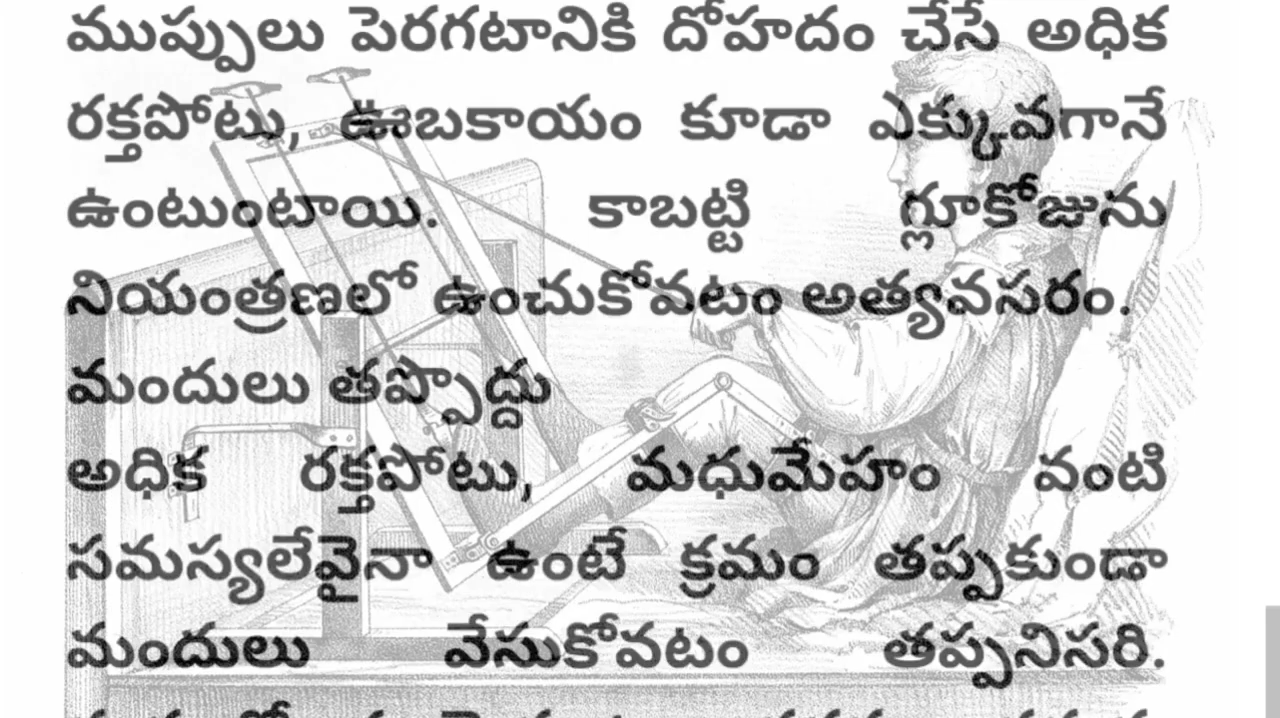 ముప్పులు పెరగటానికి దోహదం చేసే అధిక
రక్తపోటు, ఊబకాయం కూడా ఎక్కువగానే
ఉంటుంటాయి. కాబట్టి గ్లూకోజును
నియంత్రణలో ఉంచుకోవటం అత్యవసరం.
మందులు తప్పొద్దు
అధిక రక్తపోటు, మధుమేహం వంటి
సమస్యలేవైనా ఉంటే క్రమం తప్పకుండా
మందులు వేసుకోవటం తప్పనిసరి.